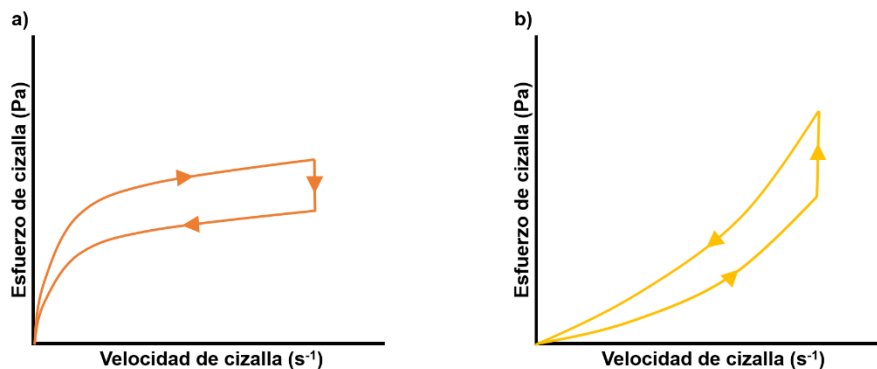 a)
Esfuerzo de cizalla (Pa)
Velocidad de cizalla (s-1)
b)
Esfuerzo de cizalla (Pa)
Velocidad de cizalla (s-1)